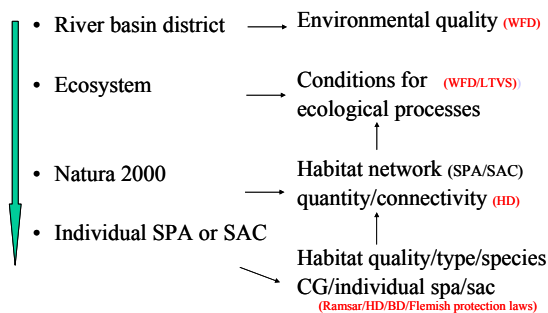 • River basin district
Environmental quality (WFD)
• Ecosystem
Conditions for (WFD/LTVS))
ecological processes
• Natura 2000
Habitat network (SPA/SAC)
quantity/connectivity (HD)
• Individual SPA or SAC
Habitat quality/type/species
CG/individual spa/sac
(Ramsar/HD/BD/Flemish protection laws)